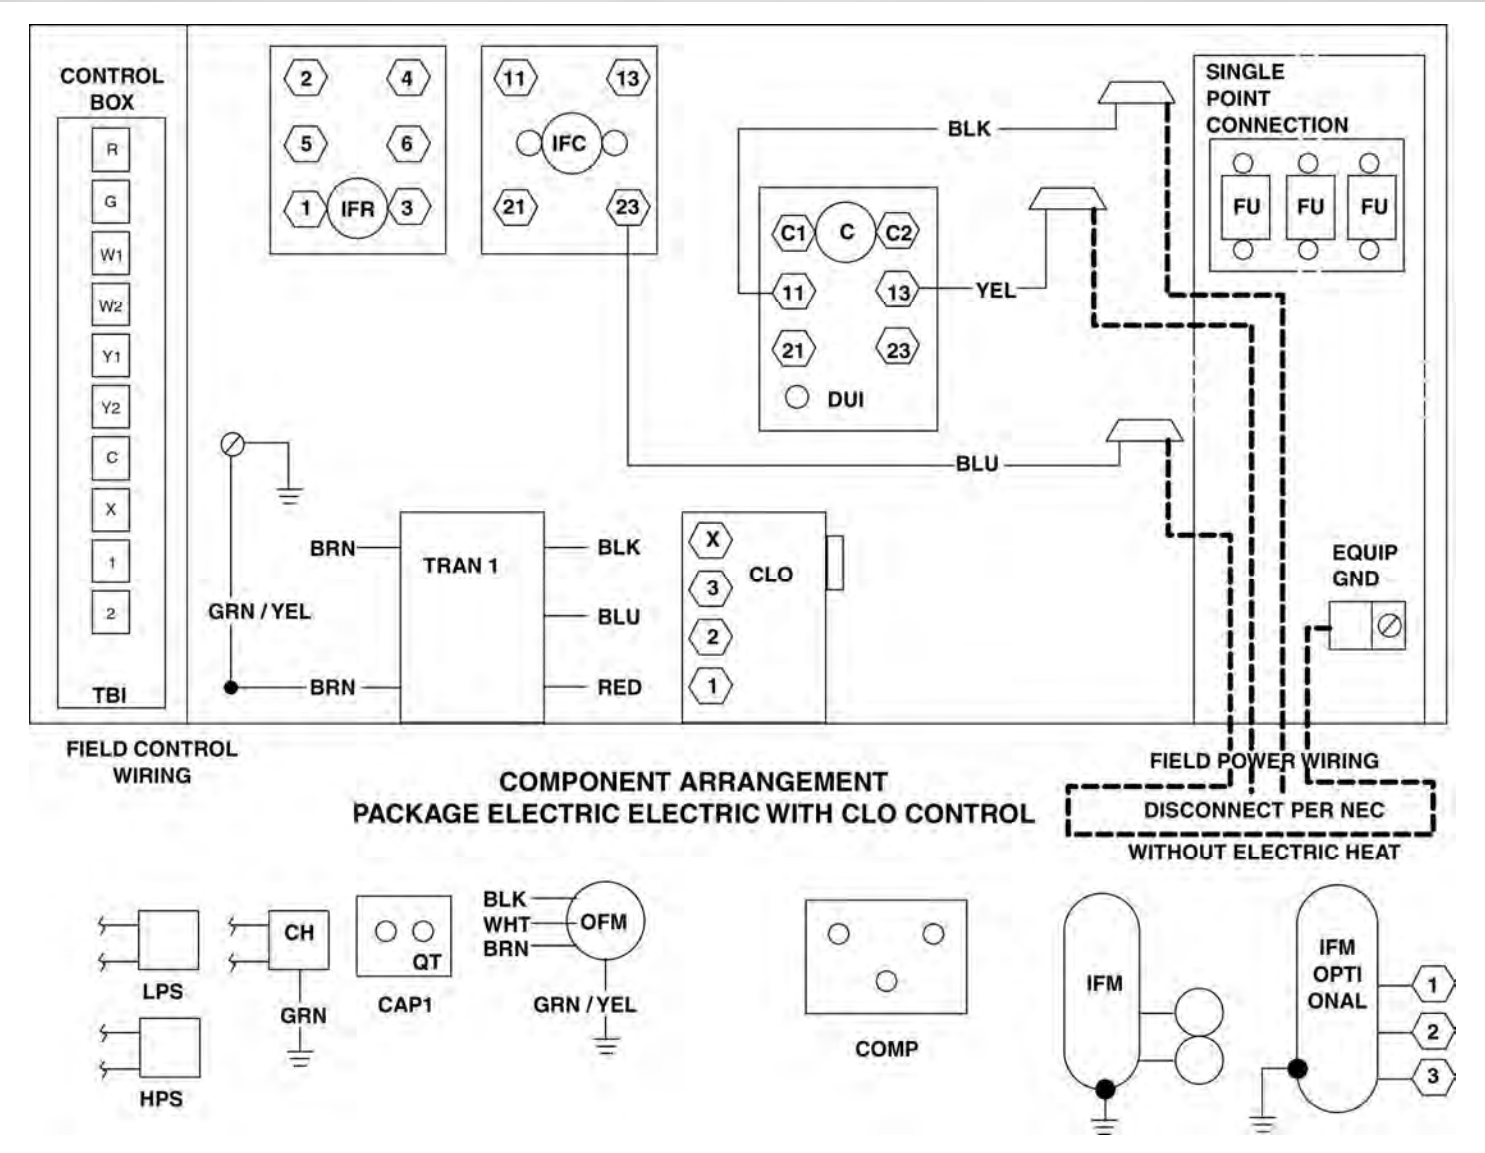 CONTROL
BOX
R
G
W1
W2
Y1
Y2
C
X
1
2
TBI
FIELD CONTROL
WIRING
2
4
5
6
1
IFR
3
11
13
IFC
21
23
BLK
C1
C
C2
11
13
YEL
21
23
DUI
BLU
SINGLE
POINT
CONNECTION
FU
FU
FU
EQUIP
GND
GRN / YEL
BRN
BRN
TRAN 1
BLK
BLU
RED
X
3
2
1
CLO
FIELD POWER WIRING
DISCONNECT PER NEC
WITHOUT ELECTRIC HEAT
COMPONENT ARRANGEMENT
PACKAGE ELECTRIC ELECTRIC WITH CLO CONTROL
LPS
HPS
CH
GRN
QT
CAP1
BLK
WHT
BRN
OFM
GRN / YEL
COMP
IFM
IFM
OPTI
ONAL
1
2
3